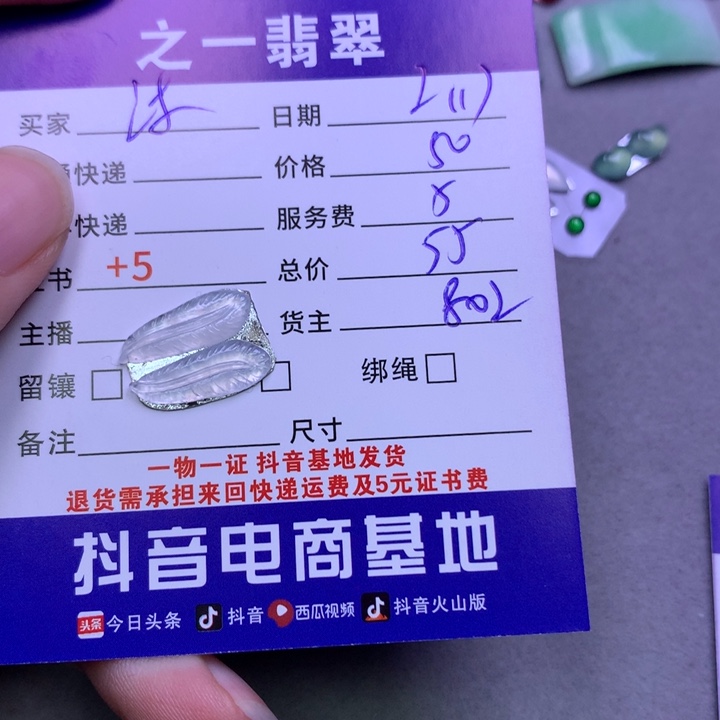 之一翡翠
买家 日期
快递 价格 50
快递 服务费
书 +5 总价 55
主播 货主 802
留镶 绑绳
备注 尺寸
一物一证 抖音基地发货
退货需承担来回快递运费及5元证书费
抖音电商基地
头条 今日头条 抖音 西瓜视频 抖音火山版